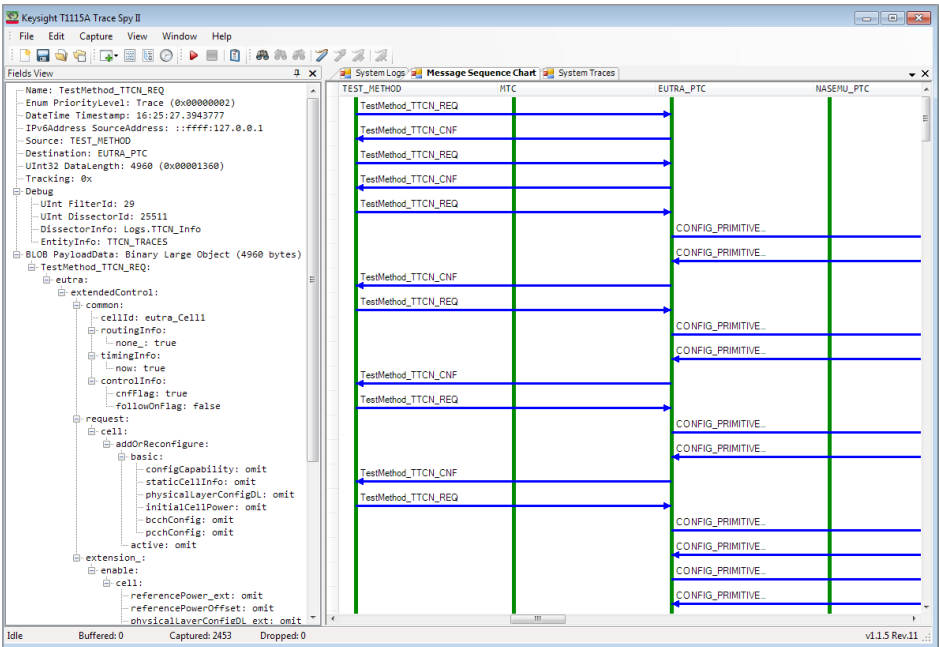 Keysight T1115A Trace Spy II
File Edit Capture View Window Help
Fields View
Name: TestMethod_TTCN_REQ
Enum PriorityLevel: Trace (0x00000002)
DateTime Timestamp: 16:25:27.3943777
IPv6Address SourceAddress: ::ffff:127.0.0.1
Source: TEST_METHOD
Destination: EUTRA_PTC
UInt32 DataLength: 4960 (0x00001360)
Tracking: 0x
Debug
UInt FilterId: 29
UInt DissectorId: 25511
DissectorInfo: Logs.TTCN_Info
EntityInfo: TTCN_TRACES
BLOB PayloadData: Binary Large Object (4960 bytes)
TestMethod_TTCN_REQ:
eutra:
extendedControl:
common:
cellId: eutra_Cell1
routingInfo:
none_: true
timingInfo:
now: true
controlInfo:
cnfFlag: true
followOnFlag: false
request:
cell:
addOrReconfigure:
basic:
configCapability: omit
staticCellInfo: omit
physicalLayerConfigDL: omit
initialCellPower: omit
bcchConfig: omit
pcchConfig: omit
active: omit
extension_:
enable:
cell:
referencePower_ext: omit
referencePowerOffset: omit
physicalLayerConfigDL_ext: omit
System Logs Message Sequence Chart System Traces
TEST_METHOD MTC EUTRA_PTC NASEMU_PTC
TestMethod_TTCN_REQ
TestMethod_TTCN_CNF
TestMethod_TTCN_REQ
TestMethod_TTCN_CNF
TestMethod_TTCN_REQ
CONFIG_PRIMITIVE...
CONFIG_PRIMITIVE...
TestMethod_TTCN_CNF
TestMethod_TTCN_REQ
CONFIG_PRIMITIVE...
CONFIG_PRIMITIVE...
TestMethod_TTCN_CNF
TestMethod_TTCN_REQ
CONFIG_PRIMITIVE...
CONFIG_PRIMITIVE...
TestMethod_TTCN_CNF
TestMethod_TTCN_REQ
CONFIG_PRIMITIVE...
CONFIG_PRIMITIVE...
CONFIG_PRIMITIVE...
CONFIG_PRIMITIVE...
Idle Buffered: 0 Captured: 2453 Dropped: 0 v1.1.5 Rev.11